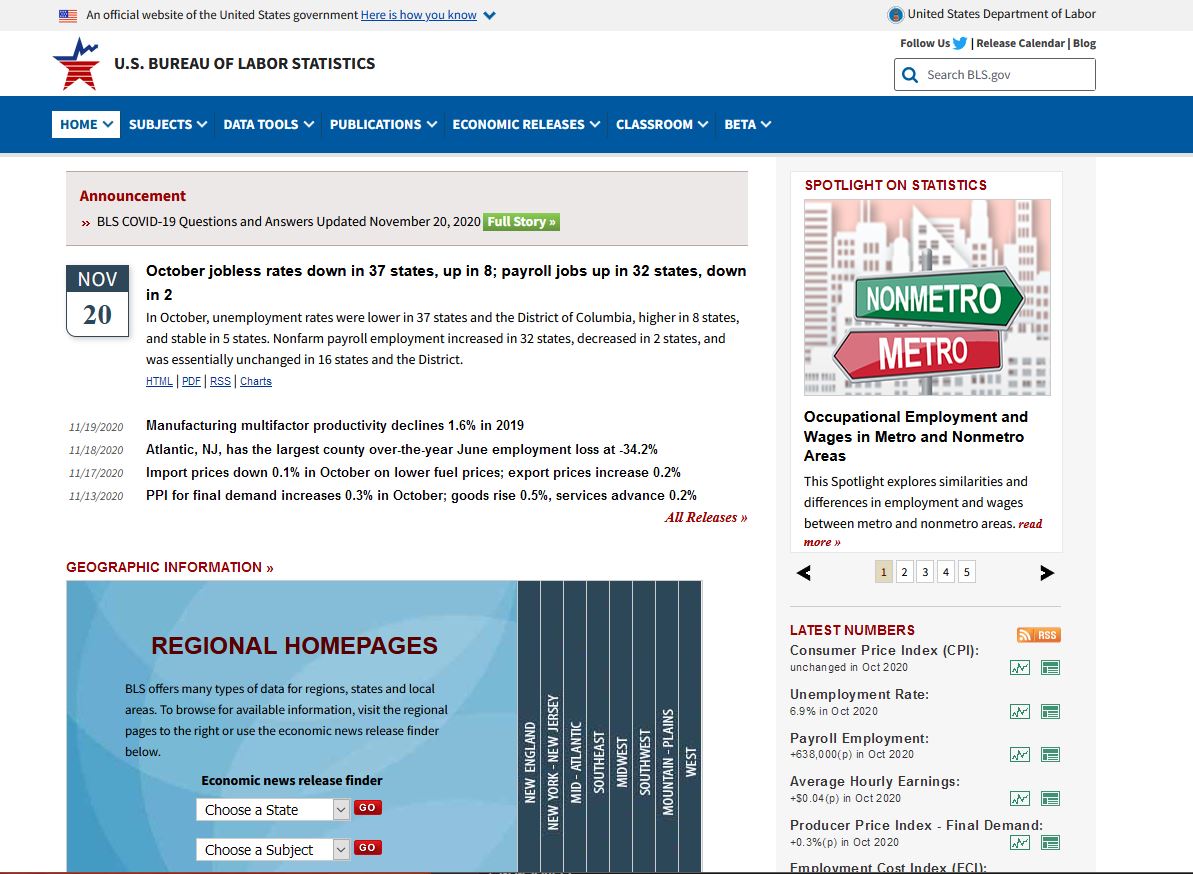 An official website of the United States government Here is how you know
United States Department of Labor
Follow Us | Release Calendar | Blog
U.S. BUREAU OF LABOR STATISTICS
Search BLS.gov
HOME SUBJECTS DATA TOOLS PUBLICATIONS ECONOMIC RELEASES CLASSROOM BETA
Announcement
» BLS COVID-19 Questions and Answers Updated November 20, 2020 Full Story »
NOV
20
October jobless rates down in 37 states, up in 8; payroll jobs up in 32 states, down
in 2
In October, unemployment rates were lower in 37 states and the District of Columbia, higher in 8 states,
and stable in 5 states. Nonfarm payroll employment increased in 32 states, decreased in 2 states, and
was essentially unchanged in 16 states and the District.
HTML | PDF | RSS | Charts
11/19/2020 Manufacturing multifactor productivity declines 1.6% in 2019
11/18/2020 Atlantic, NJ, has the largest county over-the-year June employment loss at -34.2%
11/17/2020 Import prices down 0.1% in October on lower fuel prices; export prices increase 0.2%
11/13/2020 PPI for final demand increases 0.3% in October; goods rise 0.5%, services advance 0.2%
All Releases »
GEOGRAPHIC INFORMATION »
REGIONAL HOMEPAGES
BLS offers many types of data for regions, states and local
areas. To browse for available information, visit the regional
pages to the right or use the economic news release finder
below.
Economic news release finder
Choose a State GO
Choose a Subject GO
NEW ENGLAND
NEW YORK - NEW JERSEY
MID - ATLANTIC
SOUTHEAST
MIDWEST
SOUTHWEST
MOUNTAIN - PLAINS
WEST
SPOTLIGHT ON STATISTICS
NONMETRO
METRO
Occupational Employment and
Wages in Metro and Nonmetro
Areas
This Spotlight explores similarities and
differences in employment and wages
between metro and nonmetro areas. read
more »
1 2 3 4 5
LATEST NUMBERS
RSS
Consumer Price Index (CPI):
unchanged in Oct 2020
Unemployment Rate:
6.9% in Oct 2020
Payroll Employment:
+638,000(p) in Oct 2020
Average Hourly Earnings:
+$0.04(p) in Oct 2020
Producer Price Index - Final Demand:
+0.3%(p) in Oct 2020
Employment Cost Index (ECI):